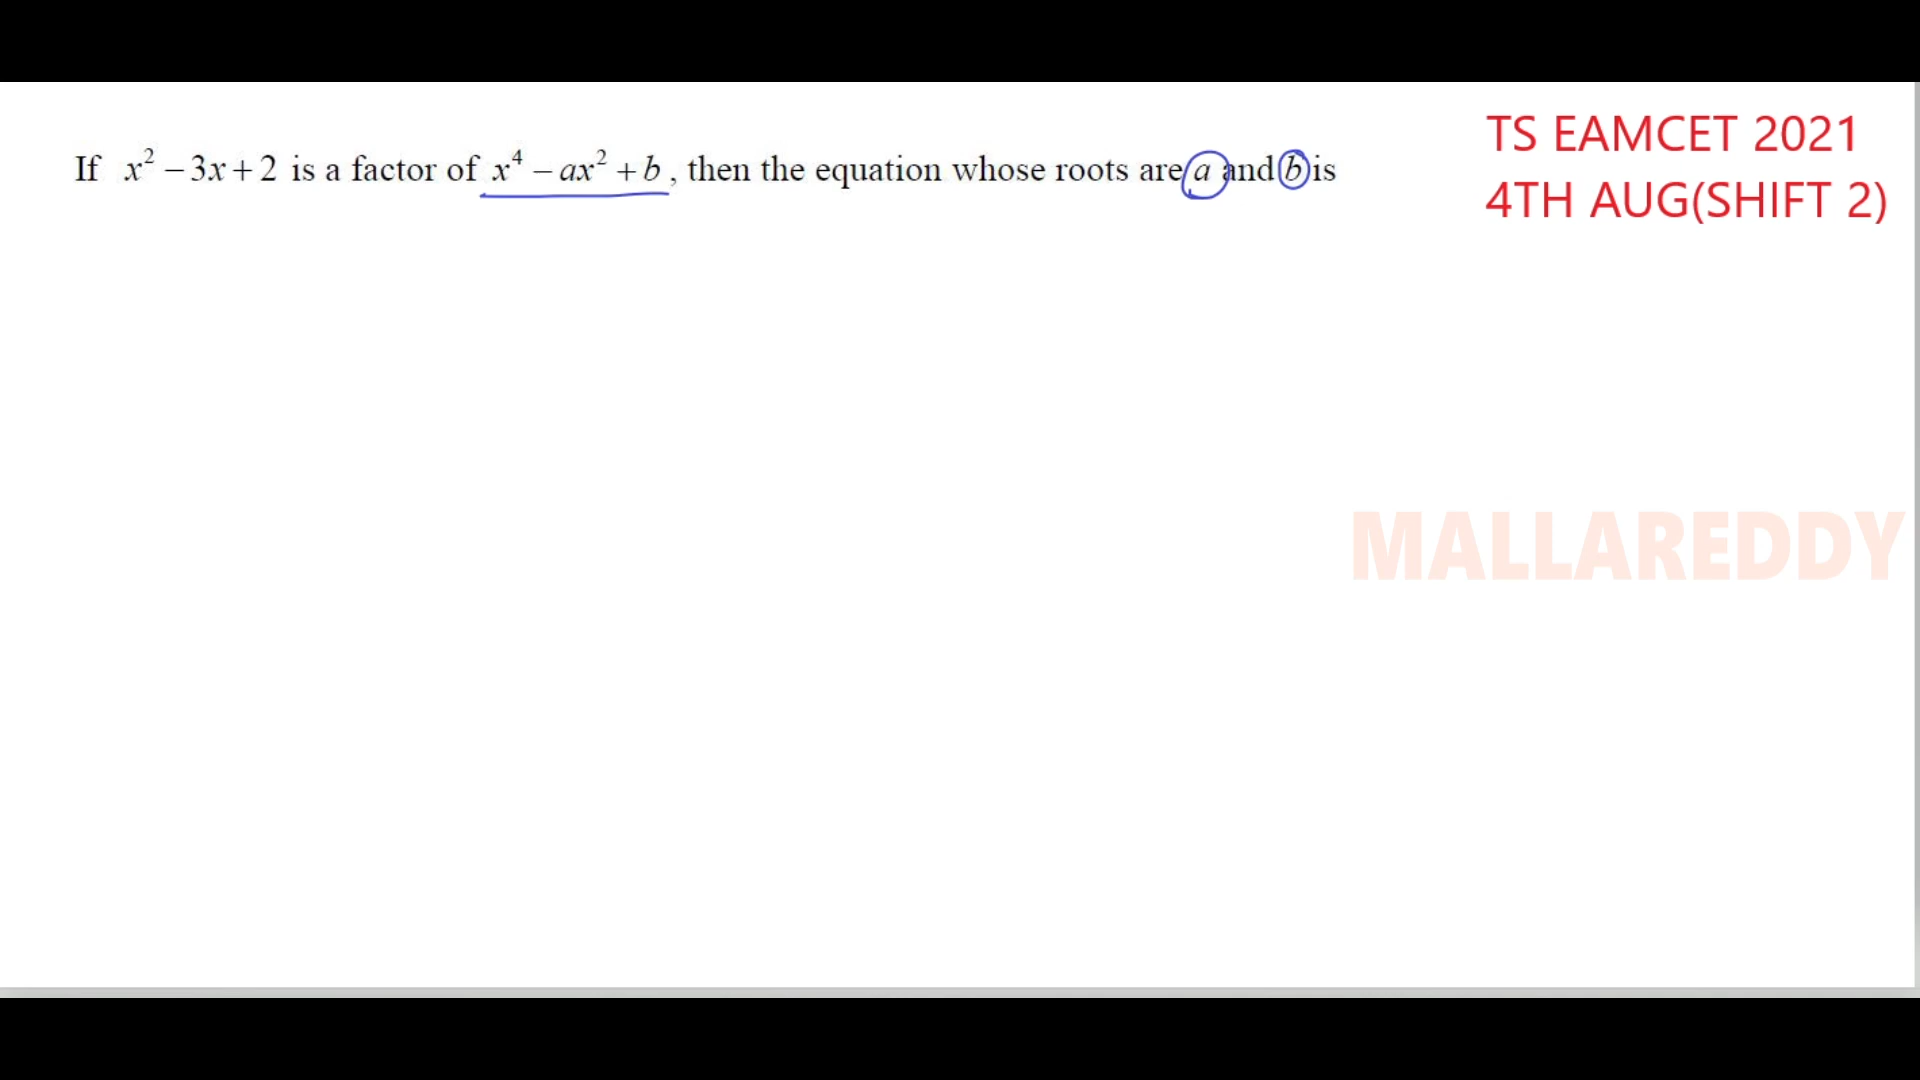 If x² − 3x + 2 is a factor of x⁴ − ax² + b, then the equation whose roots are a and b is
TS EAMCET 2021
4TH AUG(SHIFT 2)
MALLAREDDY